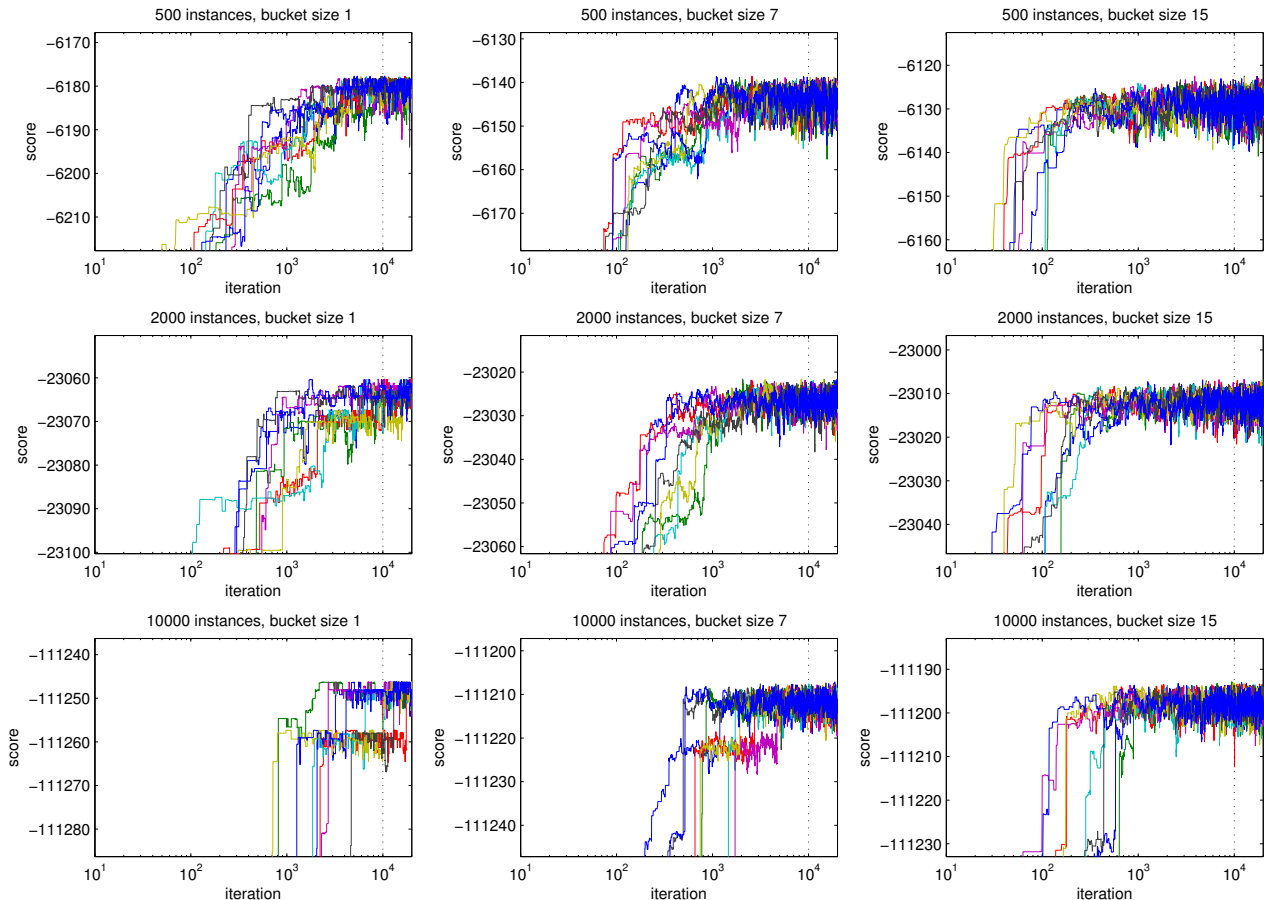 500 instances, bucket size 1
−6170
−6180
−6190
−6200
−6210
score
10^1 10^2 10^3 10^4
iteration
500 instances, bucket size 7
−6130
−6140
−6150
−6160
−6170
score
10^1 10^2 10^3 10^4
iteration
500 instances, bucket size 15
−6120
−6130
−6140
−6150
−6160
score
10^1 10^2 10^3 10^4
iteration
2000 instances, bucket size 1
−23060
−23070
−23080
−23090
−23100
score
10^1 10^2 10^3 10^4
iteration
2000 instances, bucket size 7
−23020
−23030
−23040
−23050
−23060
score
10^1 10^2 10^3 10^4
iteration
2000 instances, bucket size 15
−23000
−23010
−23020
−23030
−23040
score
10^1 10^2 10^3 10^4
iteration
10000 instances, bucket size 1
−111240
−111250
−111260
−111270
−111280
score
10^1 10^2 10^3 10^4
iteration
10000 instances, bucket size 7
−111200
−111210
−111220
−111230
−111240
score
10^1 10^2 10^3 10^4
iteration
10000 instances, bucket size 15
−111190
−111200
−111210
−111220
−111230
score
10^1 10^2 10^3 10^4
iteration